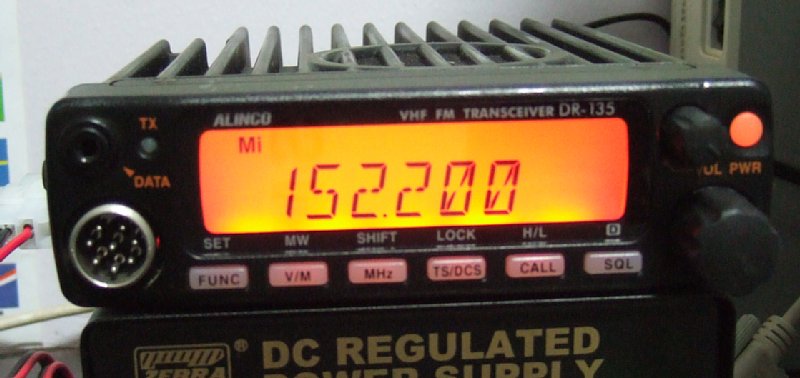 ALINCO VHF FM TRANSCEIVER DR-135
TX
DATA
Mi
152.200
VOL PWR
SET MW SHIFT LOCK H/L D
FUNC V/M MHz TS/DCS CALL SQL
ZEBRA ® DC REGULATED
POWER SUPPLY